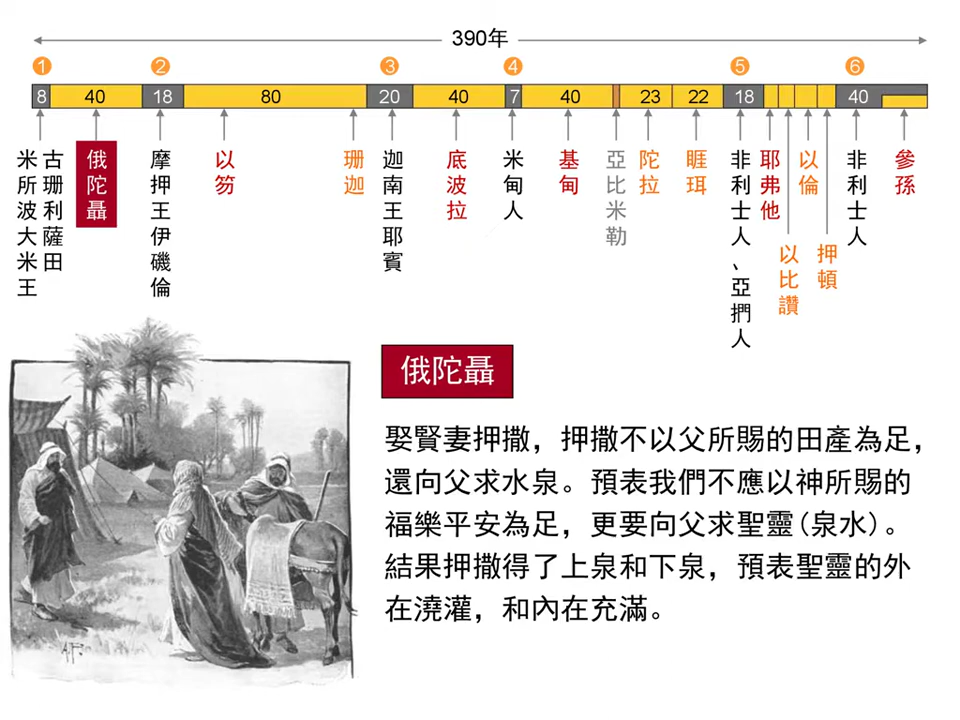 390年
1 2 3 4 5 6
8 40 18 80 20 40 7 40 23 22 18 40
米所波大米王
古珊利薩田
俄陀聶
摩押王伊磯倫
以笏
珊迦
迦南王耶賓
底波拉
米甸人
基甸
亞比米勒
陀拉
睚珥
非利士人、亞捫人
耶弗他
以比讚
以倫
押頓
非利士人
參孫
俄陀聶
娶賢妻押撒，押撒不以父所賜的田產為足，
還向父求水泉。預表我們不應以神所賜的
福樂平安為足，更要向父求聖靈(泉水)。
結果押撒得了上泉和下泉，預表聖靈的外
在澆灌，和內在充滿。